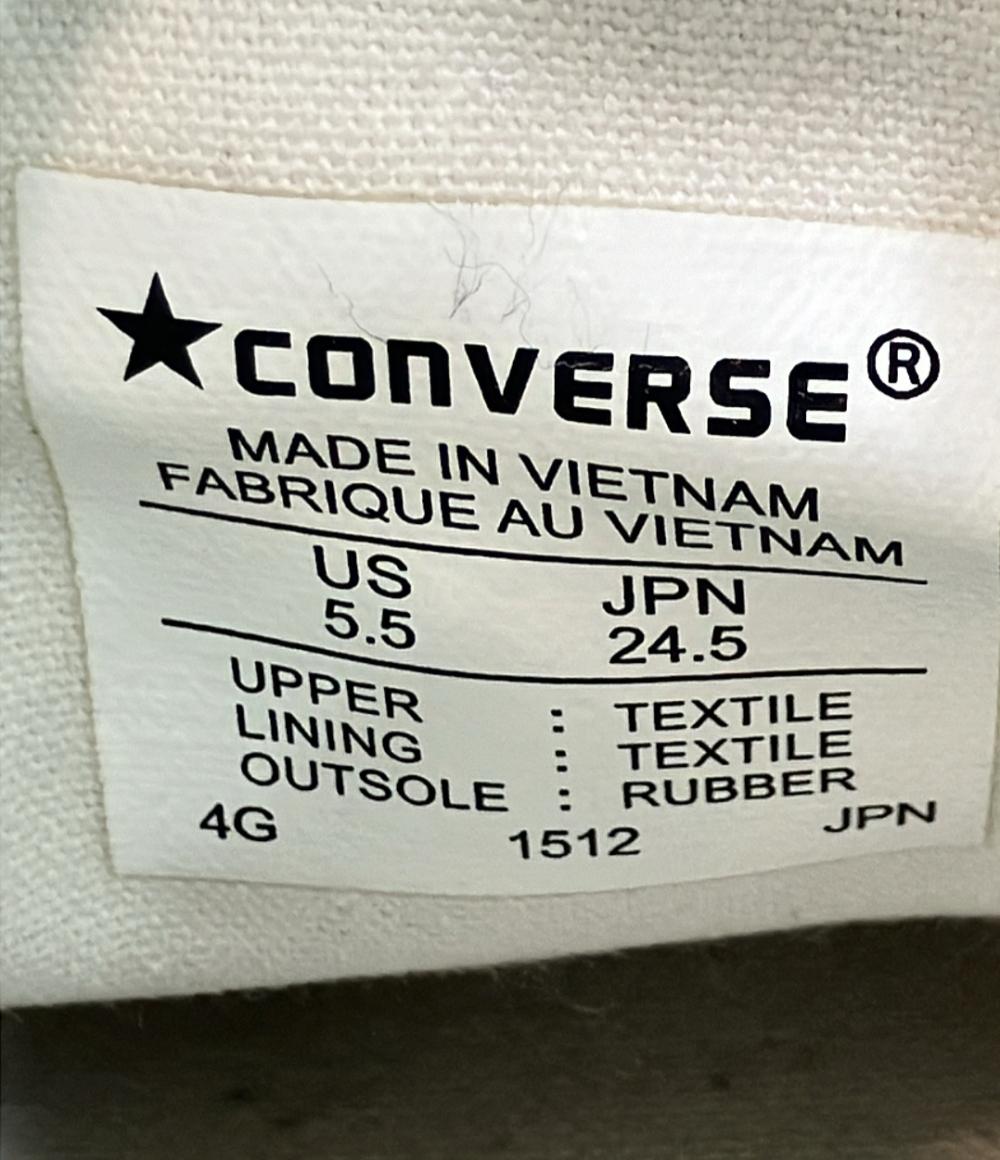 ★CONVERSE®
MADE IN VIETNAM
FABRIQUE AU VIETNAM
US JPN
5.5 24.5
UPPER : TEXTILE
LINING : TEXTILE
OUTSOLE : RUBBER
4G 1512 JPN